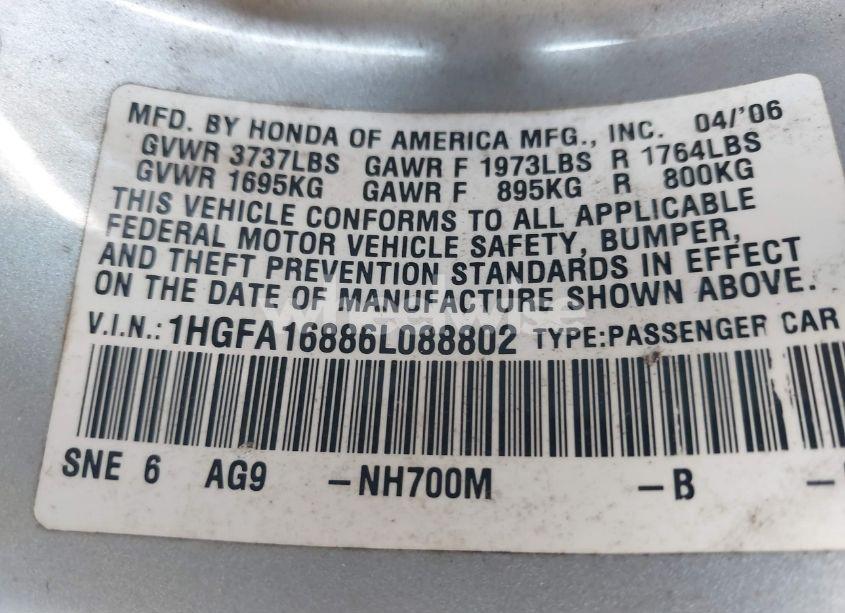 MFD. BY HONDA OF AMERICA MFG., INC. 04/'06
GVWR 3737LBS GAWR F 1973LBS R 1764LBS
GVWR 1695KG GAWR F 895KG R 800KG
THIS VEHICLE CONFORMS TO ALL APPLICABLE
FEDERAL MOTOR VEHICLE SAFETY, BUMPER,
AND THEFT PREVENTION STANDARDS IN EFFECT
ON THE DATE OF MANUFACTURE SHOWN ABOVE.
V.I.N.: 1HGFA16886L088802 TYPE:PASSENGER CAR
SNE 6 AG9 -NH700M -B -